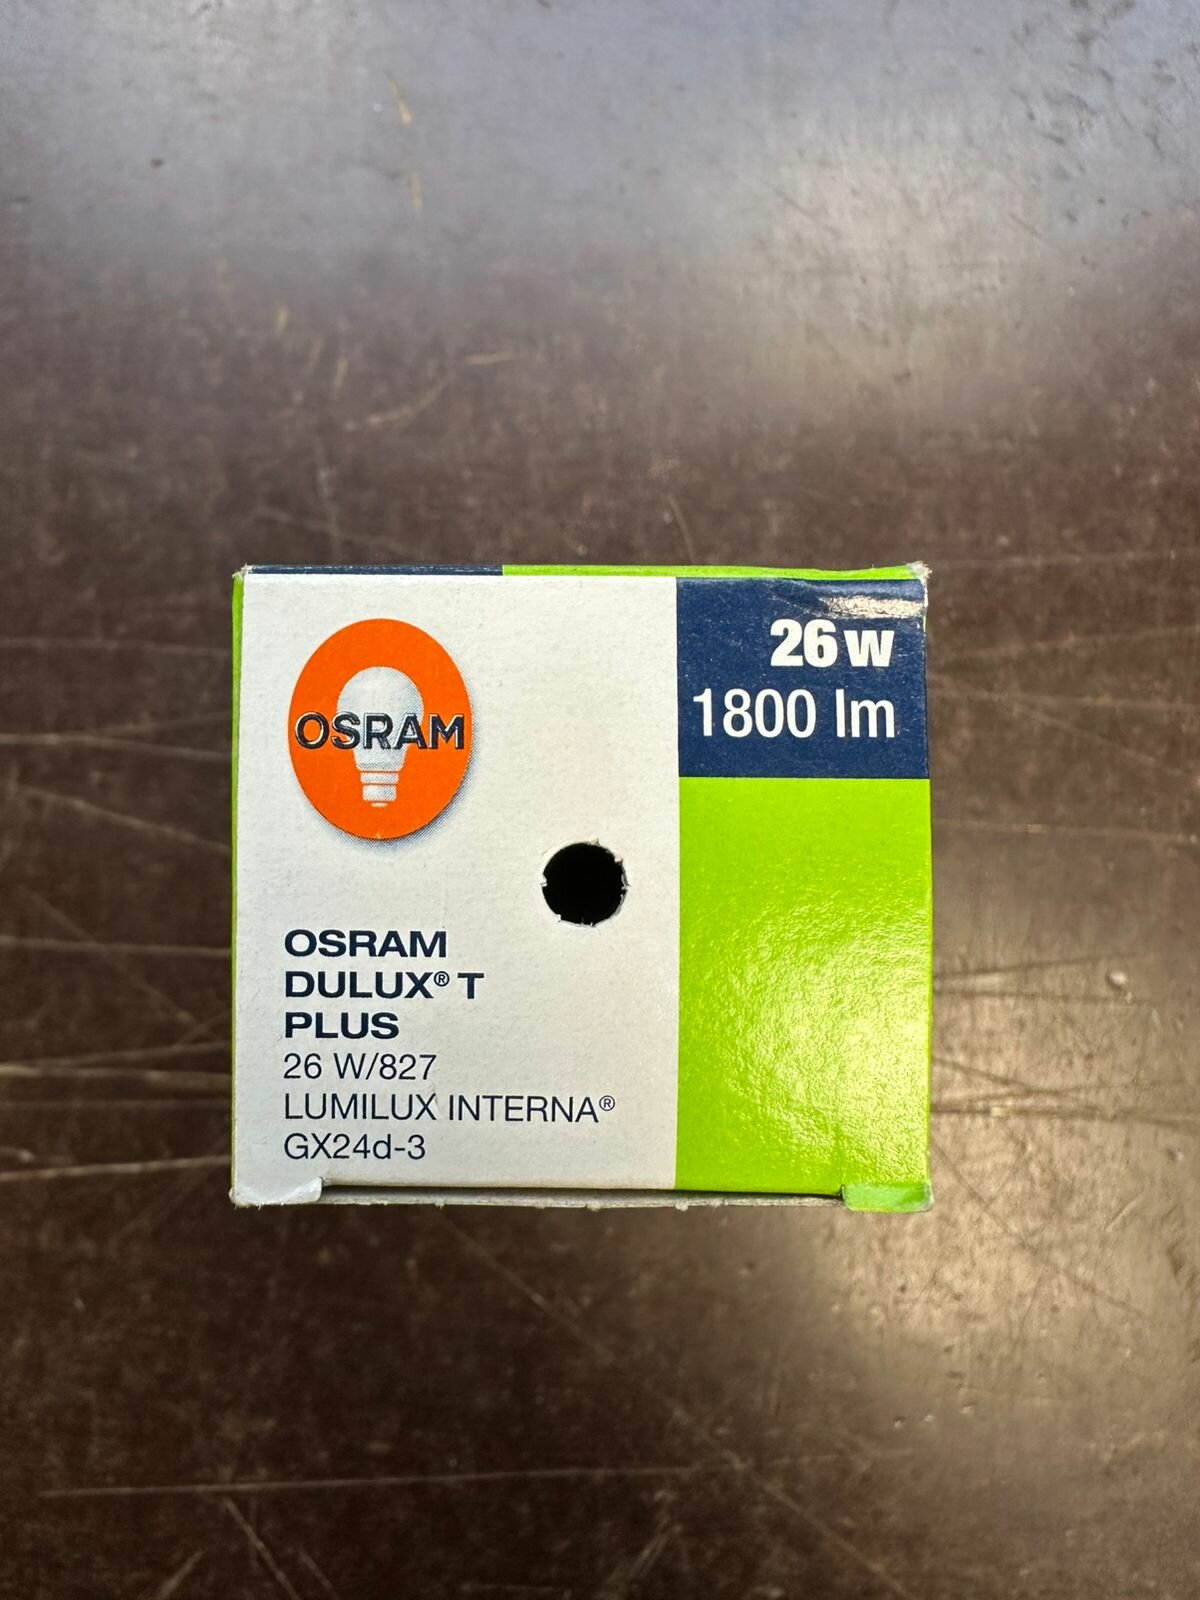 OSRAM
26 W
1800 lm
OSRAM
DULUX® T
PLUS
26 W/827
LUMILUX INTERNA®
GX24d-3